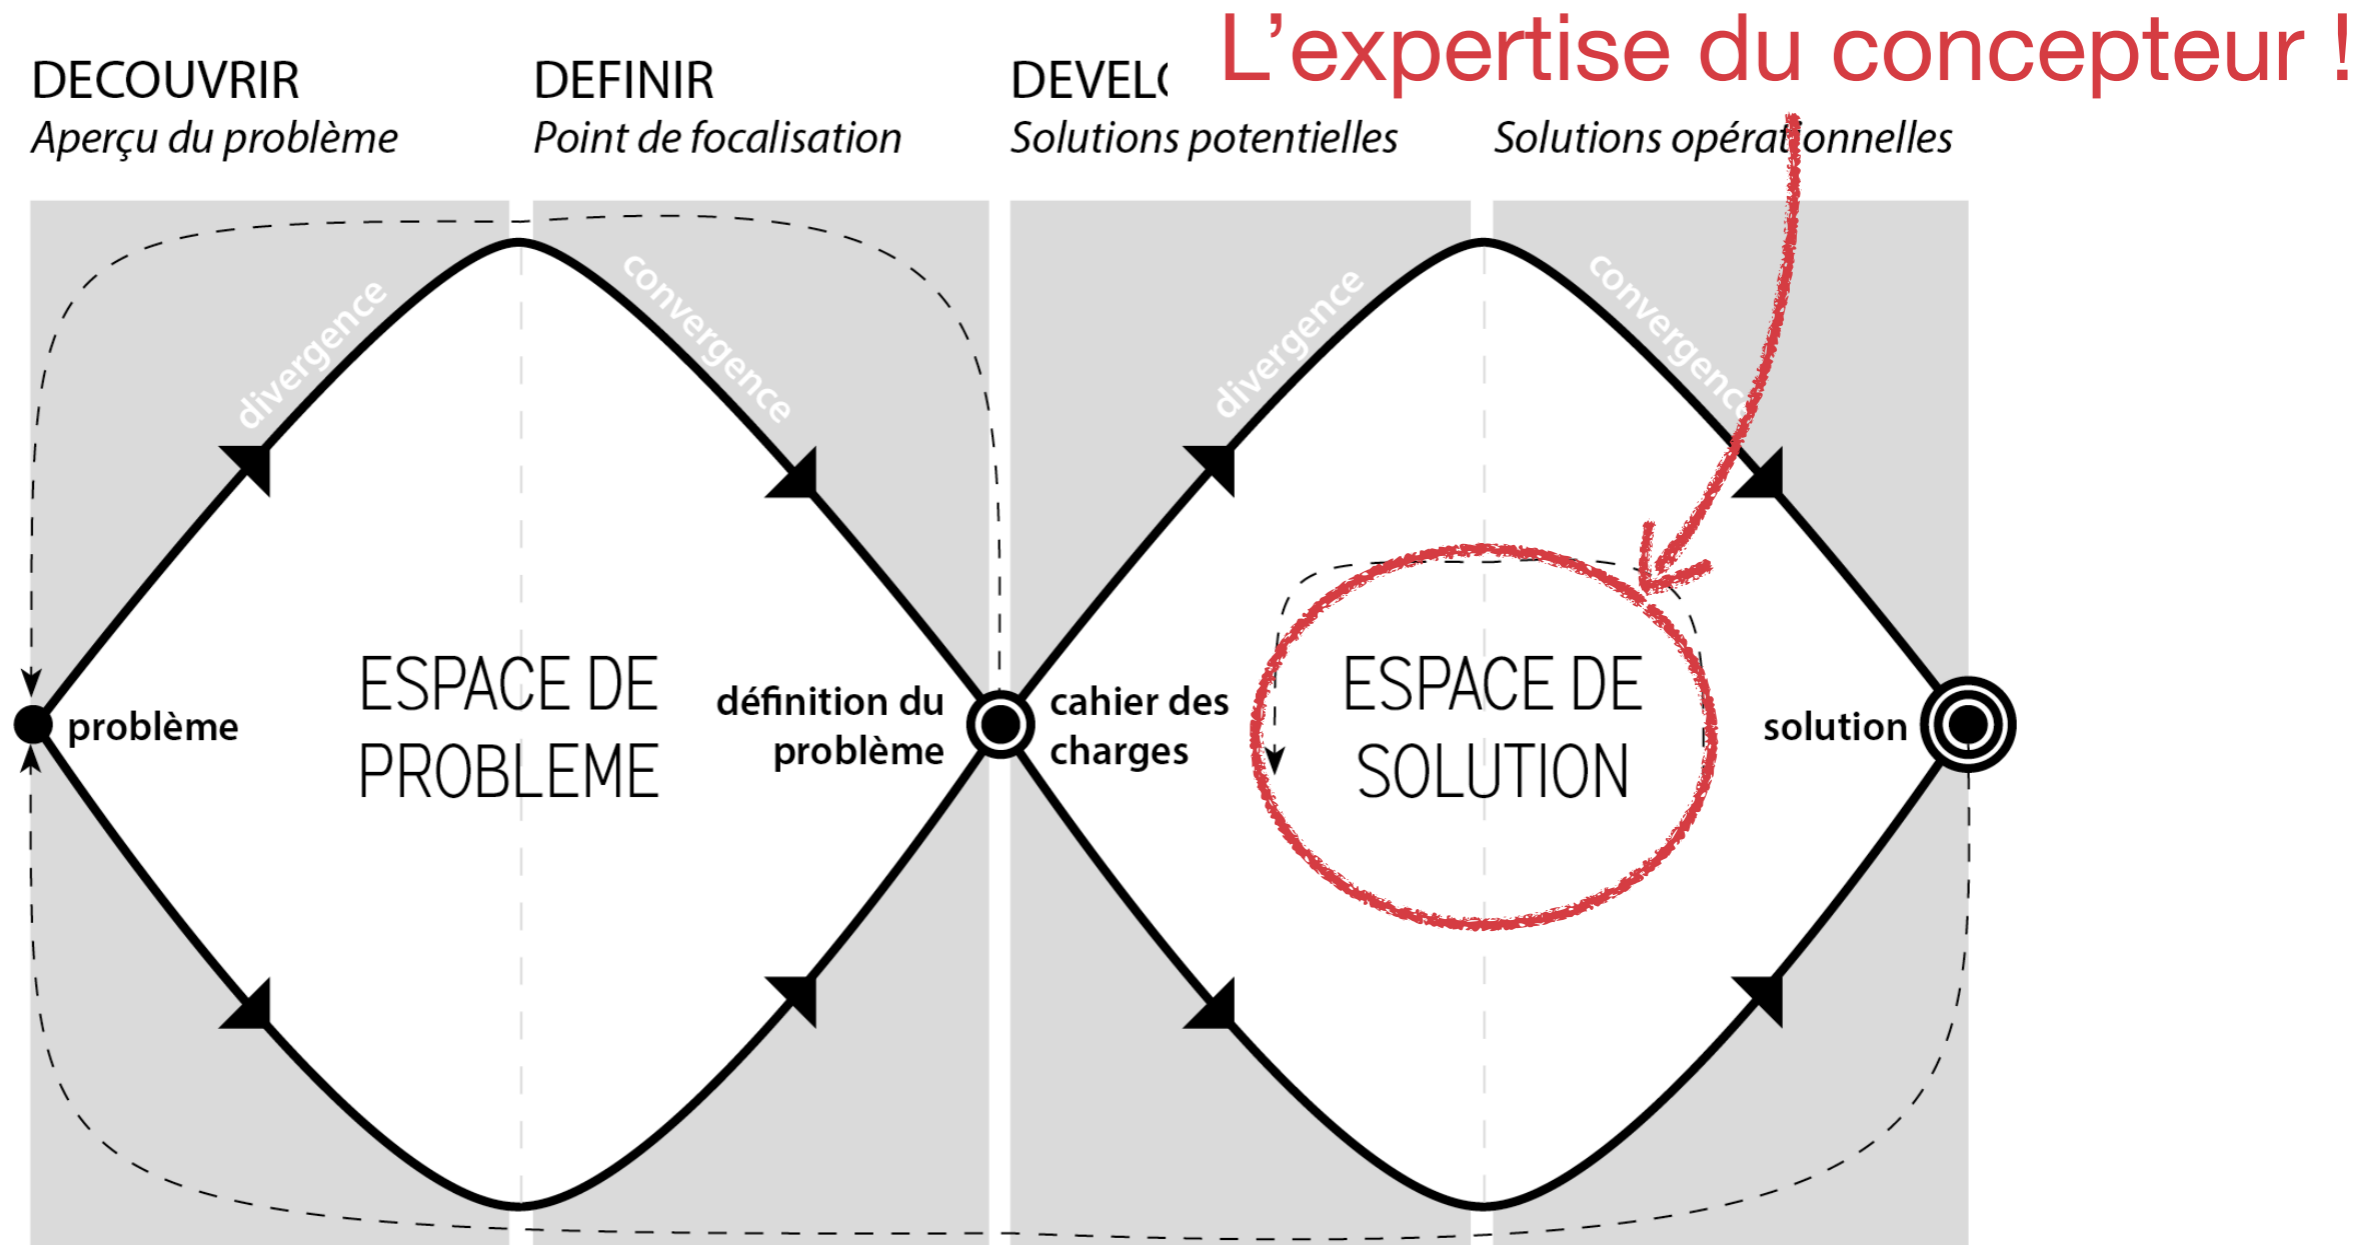 L’expertise du concepteur !
DECOUVRIR
Aperçu du problème
DEFINIR
Point de focalisation
DEVEL
Solutions potentielles
Solutions opérationnelles
divergence
convergence
divergence
convergence
problème
ESPACE DE
PROBLEME
définition du
problème
cahier des
charges
ESPACE DE
SOLUTION
solution